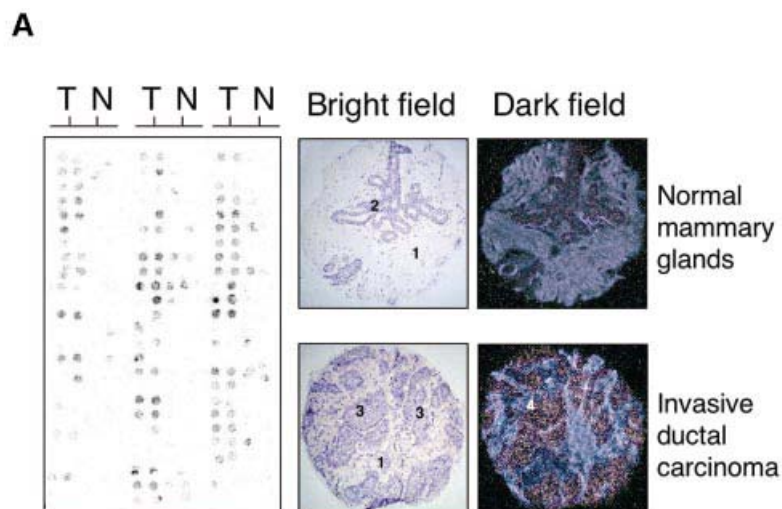 A
T N T N T N Bright field Dark field
2
1
Normal
mammary
glands
3 3
1
4
Invasive
ductal
carcinoma